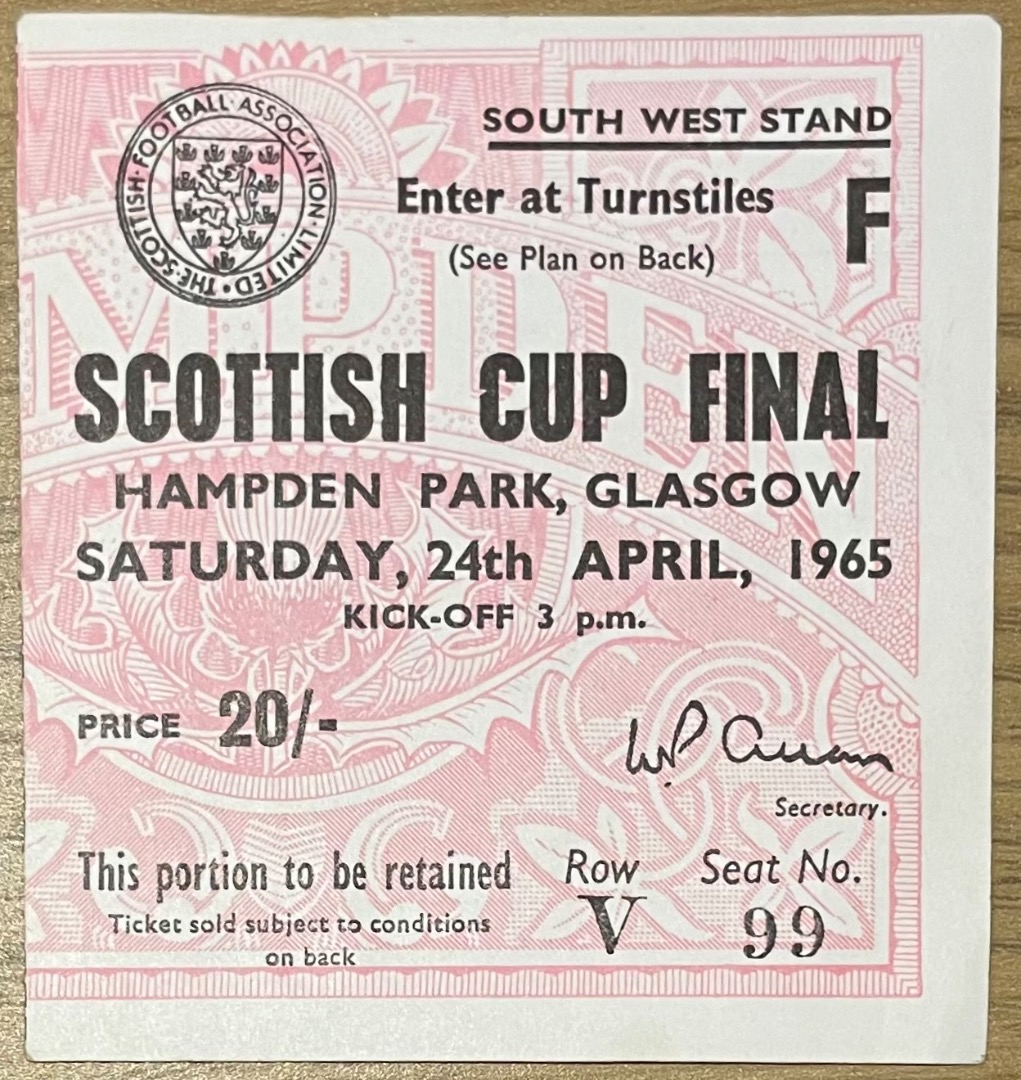 THE · SCOTTISH · FOOTBALL · ASSOCIATION · LIMITED ·
SOUTH WEST STAND
Enter at Turnstiles F
(See Plan on Back)
SCOTTISH CUP FINAL
HAMPDEN PARK, GLASGOW
SATURDAY, 24th APRIL, 1965
KICK-OFF 3 p.m.
PRICE 20/-
Secretary.
This portion to be retained
Ticket sold subject to conditions
on back
Row Seat No.
V 99
MPDEN